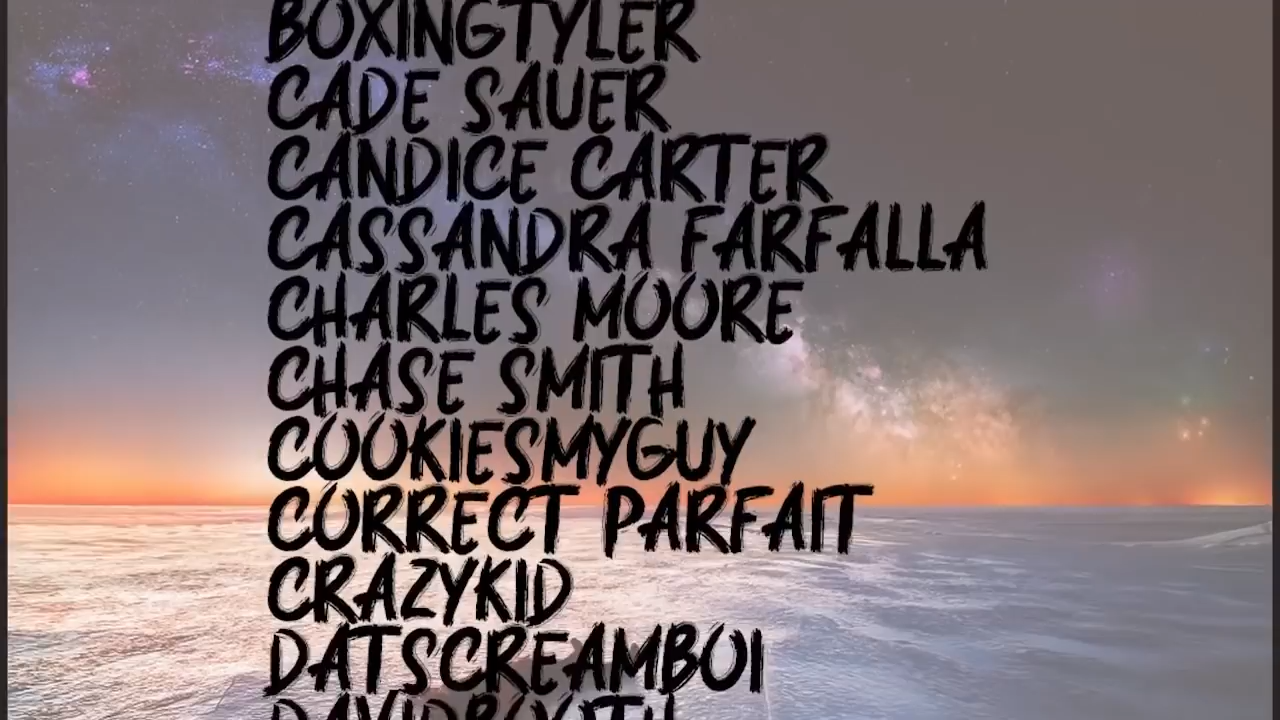 BOXINGTYLER
CADE SAUER
CANDICE CARTER
CASSANDRA FARFALLA
CHARLES MOORE
CHASE SMITH
COOKIESMYGUY
CORRECT PARFAIT
CRAZYKID
DATSCREAMBOI